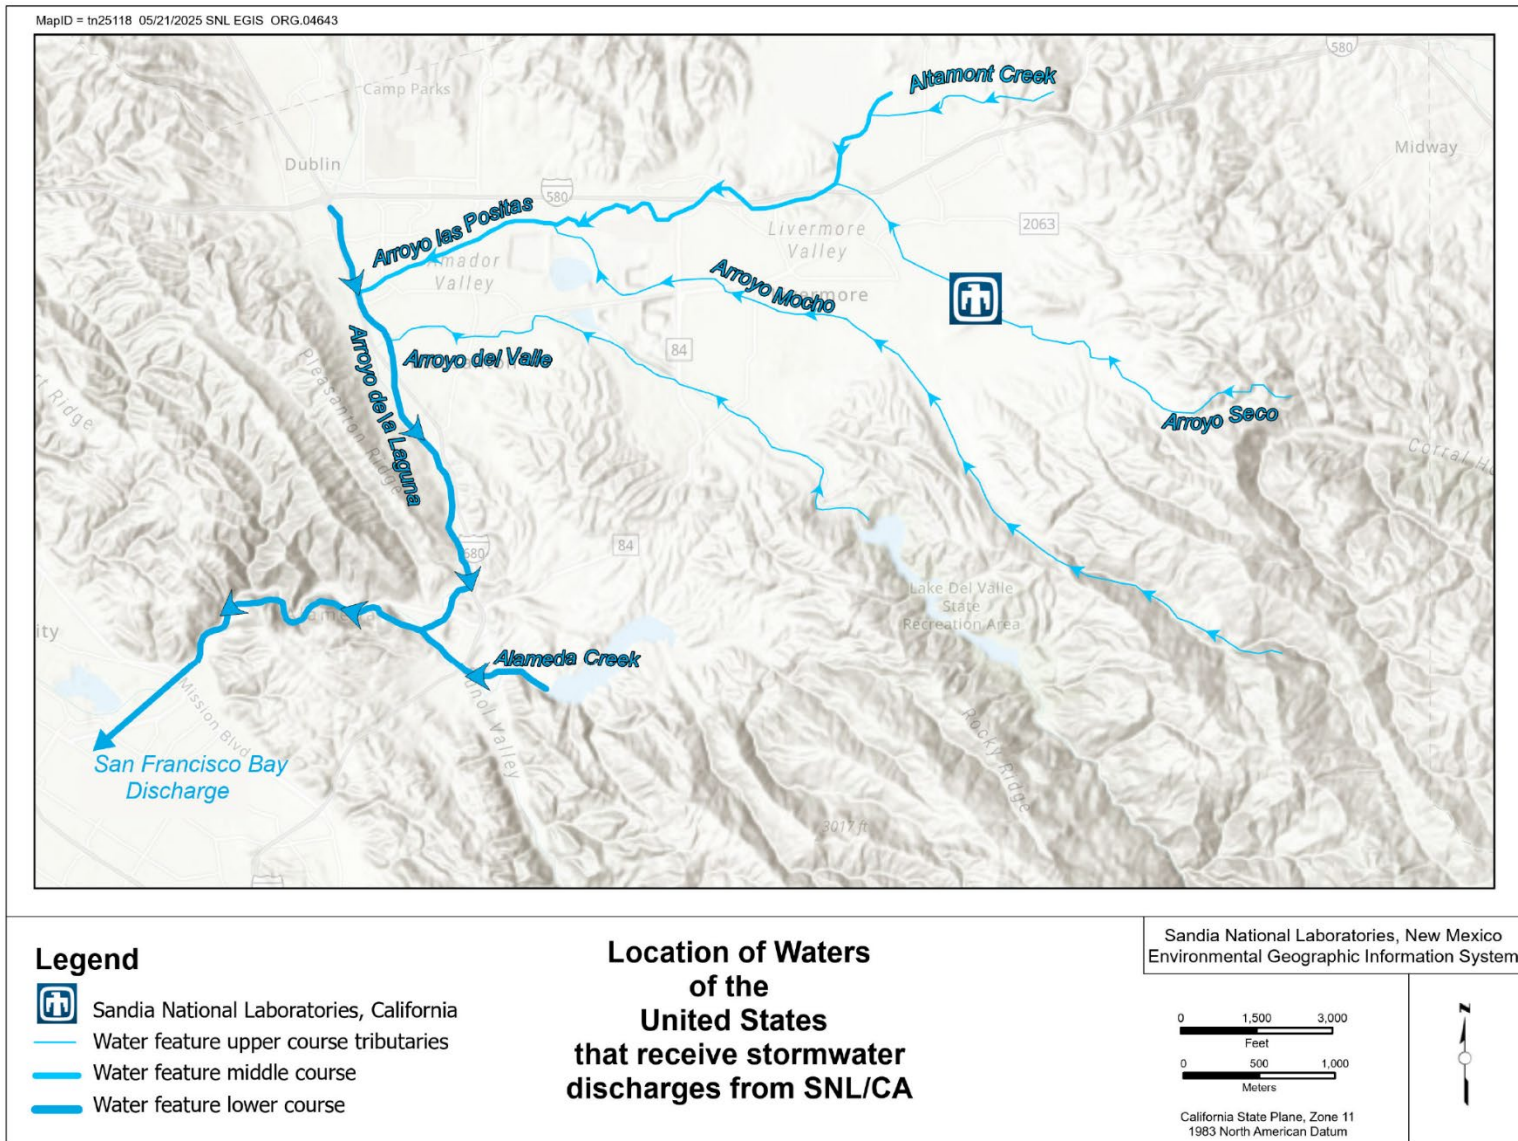 MapID = tn25118 05/21/2025 SNL EGIS ORG.04643
580
Camp Parks
Altamont Creek
Midway
Dublin
580
Arroyo las Positas
2063
Livermore
Valley
Amador
Valley
Arroyo Mocho
Livermore
Arroyo de la Laguna
Pleasanton Ridge
Arroyo del Valle
84
Arroyo Seco
Ridge
Corral
84
680
Lake Del Valle
State
Recreation Area
Alameda Creek
Mission Blvd
Valley
Rocky Ridge
San Francisco Bay
Discharge
3017 ft
Legend
Sandia National Laboratories, California
Water feature upper course tributaries
Water feature middle course
Water feature lower course
Location of Waters
of the
United States
that receive stormwater
discharges from SNL/CA
Sandia National Laboratories, New Mexico
Environmental Geographic Information System
0 1,500 3,000
Feet
0 500 1,000
Meters
California State Plane, Zone 11
1983 North American Datum
N